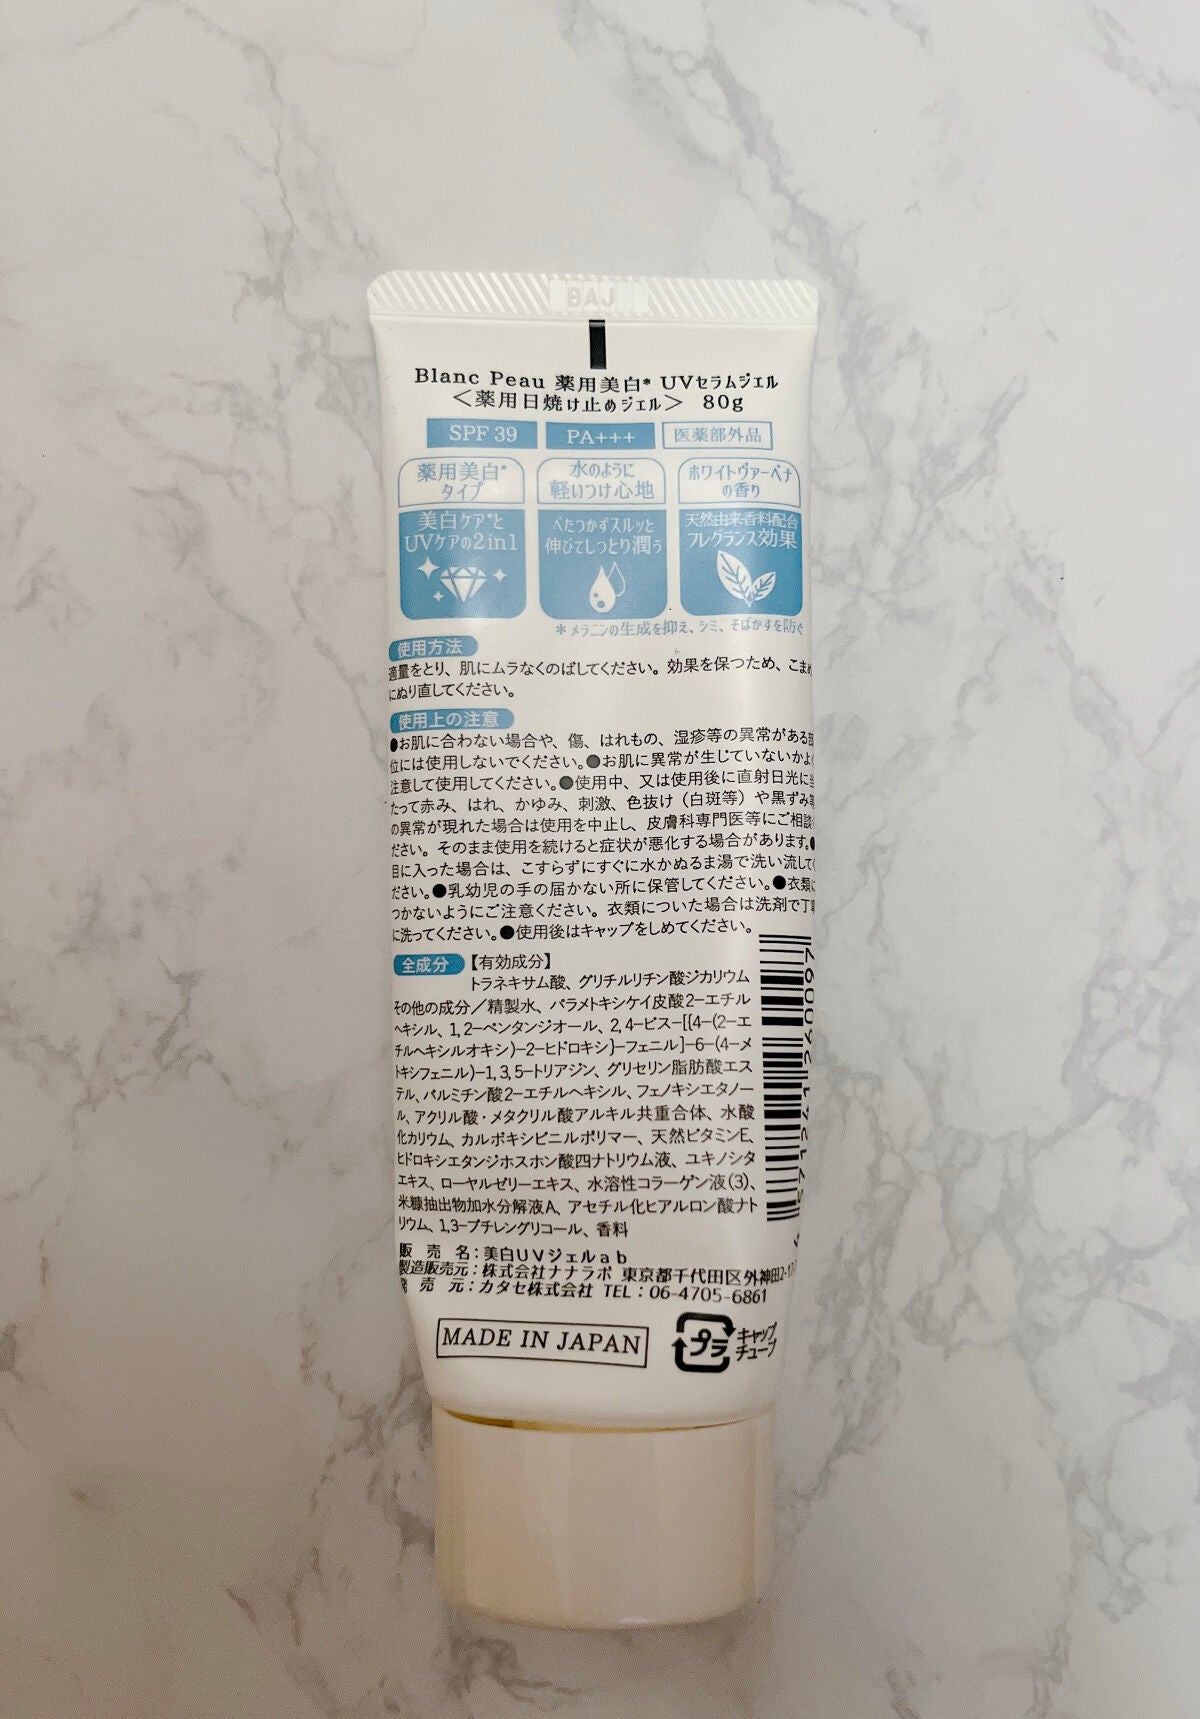 BAJ
Blanc Peau 薬用美白* UVセラムジェル
＜薬用日焼け止めジェル＞ 80g
SPF 39 PA+++ 医薬部外品
薬用美白*
タイプ
美白ケア*と
UVケアの2in1
水のように
軽いつけ心地
べたつかずスルッと
伸びてしっとり潤う
ホワイトヴァーベナ
の香り
天然由来香料配合
フレグランス効果
*メラニンの生成を抑え、シミ、そばかすを防ぐ
使用方法
適量をとり、肌にムラなくのばしてください。効果を保つため、こまめ
にぬり直してください。
使用上の注意
●お肌に合わない場合や、傷、はれもの、湿疹等の異常がある部
位には使用しないでください。●お肌に異常が生じていないかよく
注意して使用してください。●使用中、又は使用後に直射日光に当
たって赤み、はれ、かゆみ、刺激、色抜け（白斑等）や黒ずみ等
の異常が現れた場合は使用を中止し、皮膚科専門医等にご相談く
ださい。そのまま使用を続けると症状が悪化する場合があります。●
目に入った場合は、こすらずにすぐに水かぬるま湯で洗い流してく
ださい。●乳幼児の手の届かない所に保管してください。●衣類に
つかないようにご注意ください。衣類についた場合は洗剤で丁寧
に洗ってください。●使用後はキャップをしめてください。
全成分 【有効成分】
トラネキサム酸、グリチルリチン酸ジカリウム
その他の成分／精製水、パラメトキシケイ皮酸2−エチル
ヘキシル、1,2−ペンタンジオール、2,4−ビス−[{4−(2−エ
チルヘキシルオキシ)−2−ヒドロキシ}−フェニル]−6−(4−メ
トキシフェニル)−1,3,5−トリアジン、グリセリン脂肪酸エス
テル、パルミチン酸2−エチルヘキシル、フェノキシエタノー
ル、アクリル酸・メタクリル酸アルキル共重合体、水酸
化カリウム、カルボキシビニルポリマー、天然ビタミンE、
ヒドロキシエタンジホスホン酸四ナトリウム液、ユキノシタ
エキス、ローヤルゼリーエキス、水溶性コラーゲン液(3)、
米糠抽出物加水分解液A、アセチル化ヒアルロン酸ナト
リウム、1,3−ブチレングリコール、香料
販 売 名：美白UVジェルab
製造販売元：株式会社ナナラボ 東京都千代田区外神田
発 売 元：カタセ株式会社 TEL：06-4705-6861
MADE IN JAPAN
プラ
キャップ
チューブ